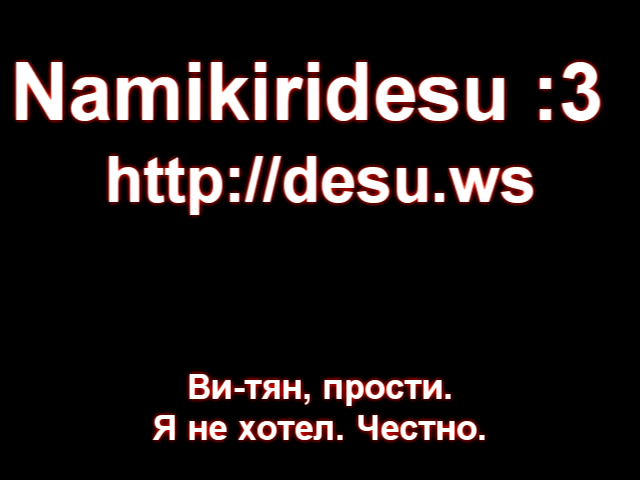 Namikiridesu :3
http://desu.ws
Ви-тян, прости.
Я не хотел. Честно.